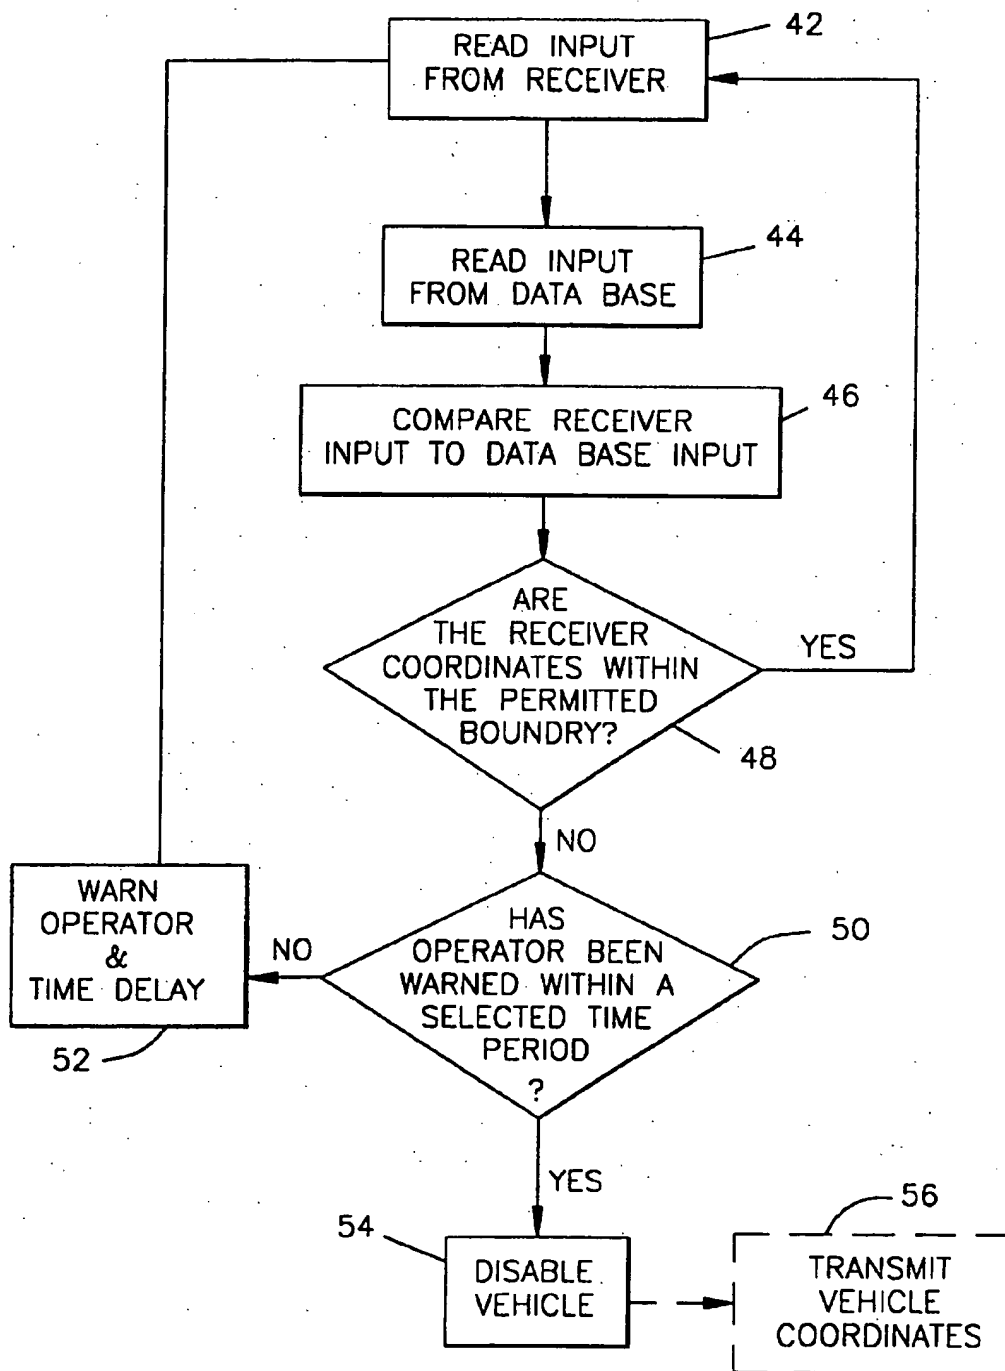 READ INPUT
FROM RECEIVER
42
READ INPUT
FROM DATA BASE
44
COMPARE RECEIVER
INPUT TO DATA BASE INPUT
46
ARE
THE RECEIVER
COORDINATES WITHIN
THE PERMITTED
BOUNDRY?
YES
48
NO
WARN
OPERATOR
&
TIME DELAY
52
NO
HAS
OPERATOR BEEN
WARNED WITHIN A
SELECTED TIME
PERIOD
?
50
YES
54
DISABLE
VEHICLE
56
TRANSMIT
VEHICLE
COORDINATES